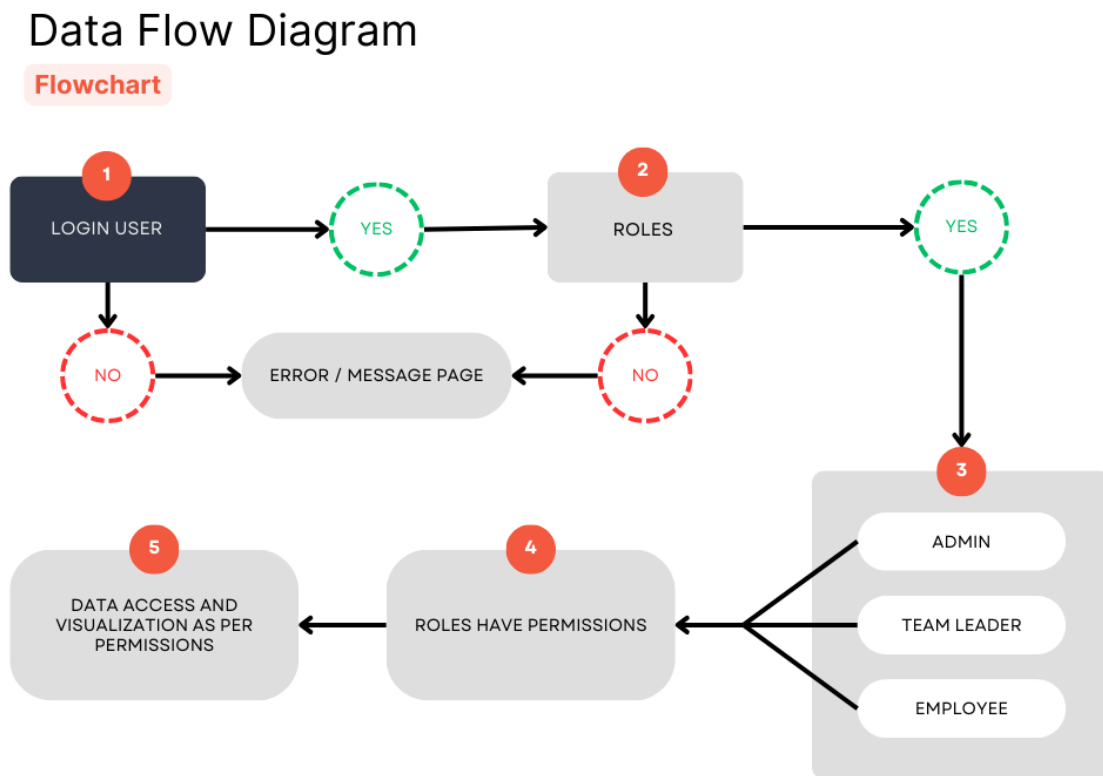 Data Flow Diagram
Flowchart
1
LOGIN USER
YES
2
ROLES
YES
NO
ERROR / MESSAGE PAGE
NO
3
ADMIN
TEAM LEADER
EMPLOYEE
4
ROLES HAVE PERMISSIONS
5
DATA ACCESS AND
VISUALIZATION AS PER
PERMISSIONS